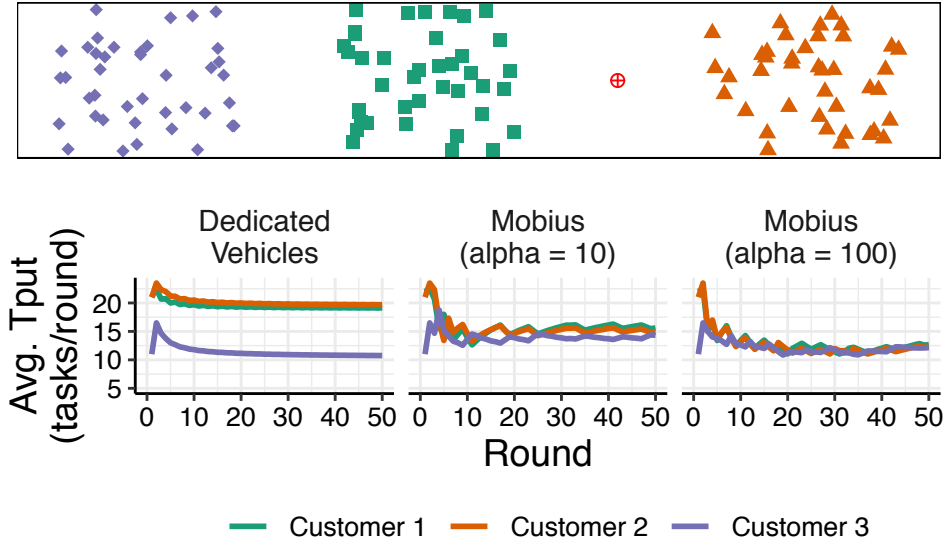 Dedicated
Vehicles
Mobius
(alpha = 10)
Mobius
(alpha = 100)
Avg. Tput
(tasks/round)
20
15
10
5
0 10 20 30 40 50
0 10 20 30 40 50
0 10 20 30 40 50
Round
Customer 1 Customer 2 Customer 3